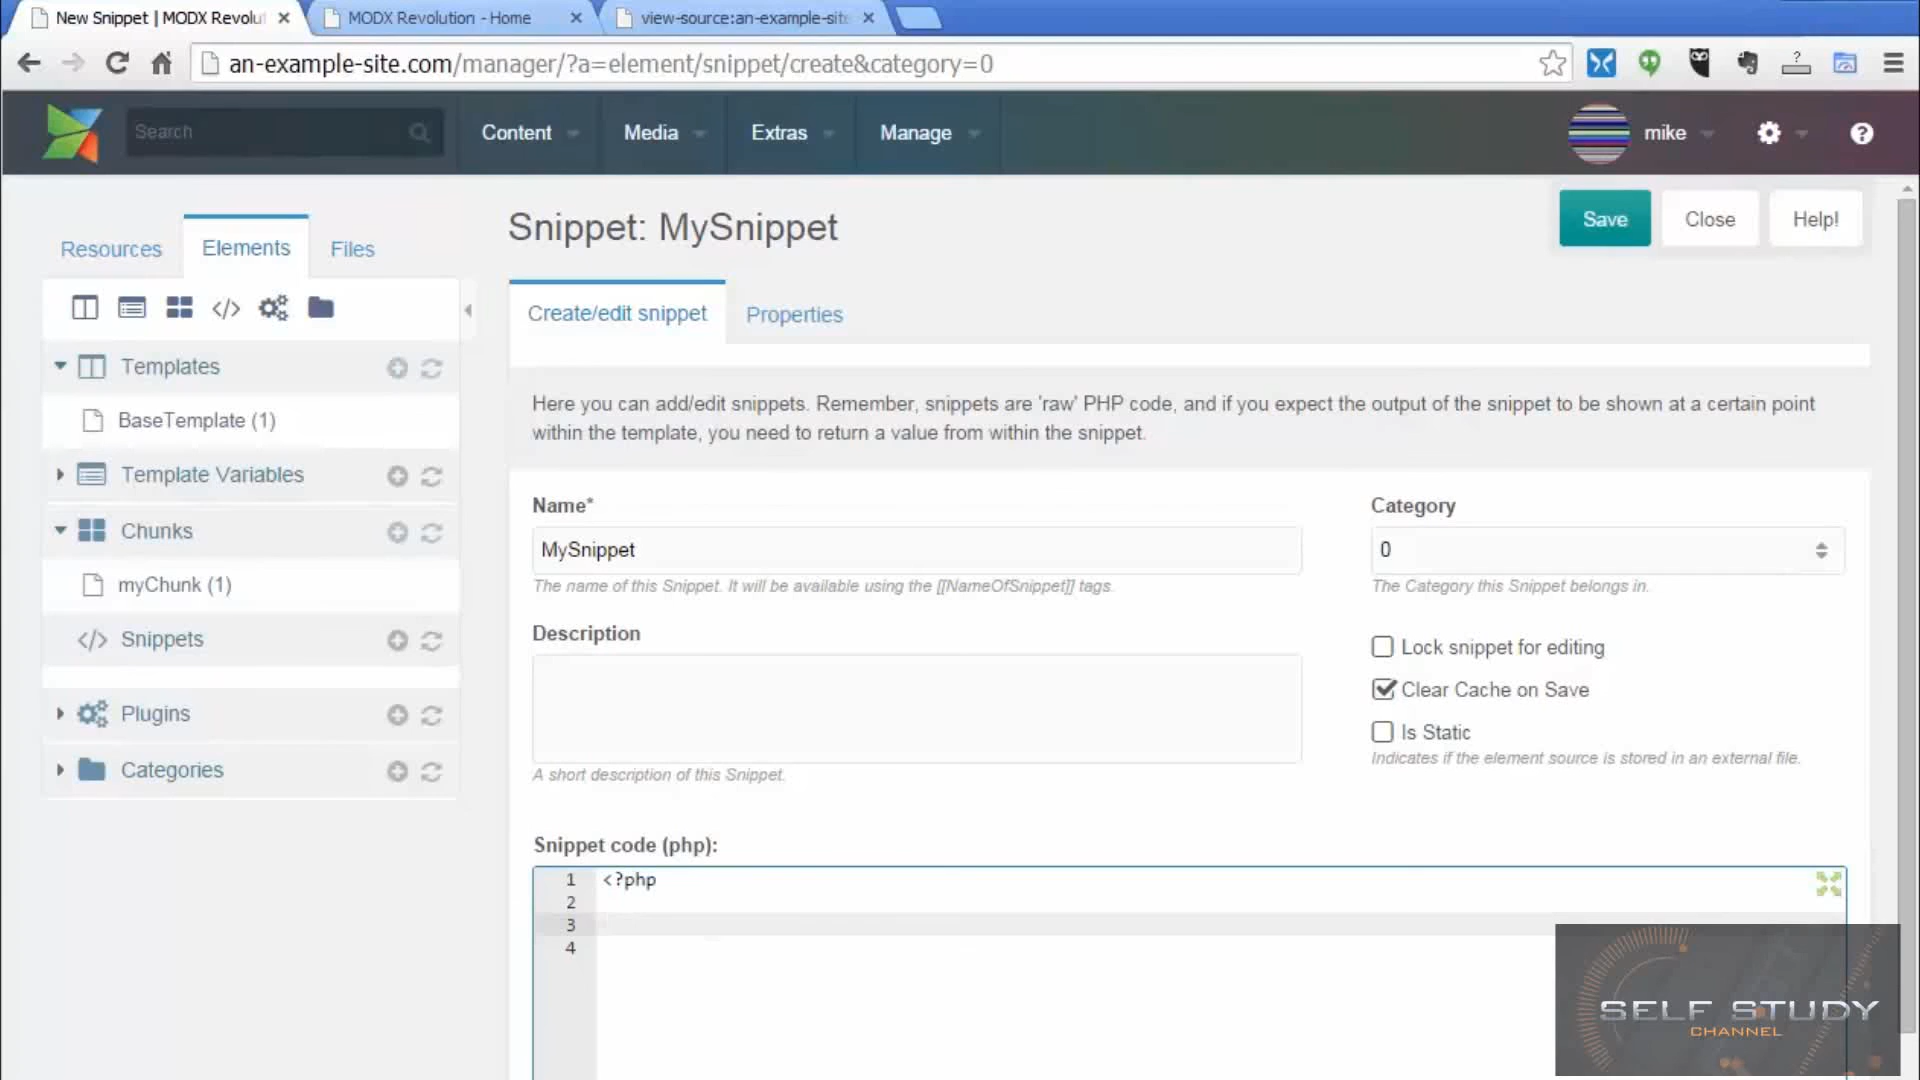 New Snippet | MODX Revolut
MODX Revolution - Home
view-source:an-example-site
an-example-site.com/manager/?a=element/snippet/create&category=0
Search
Content
Media
Extras
Manage
mike
Resources
Elements
Files
Snippet: MySnippet
Save
Close
Help!
Create/edit snippet
Properties
Templates
BaseTemplate (1)
Template Variables
Chunks
myChunk (1)
Snippets
Plugins
Categories
Here you can add/edit snippets. Remember, snippets are 'raw' PHP code, and if you expect the output of the snippet to be shown at a certain point
within the template, you need to return a value from within the snippet.
Name*
MySnippet
The name of this Snippet. It will be available using the [[NameOfSnippet]] tags.
Category
0
The Category this Snippet belongs in.
Description
A short description of this Snippet.
Lock snippet for editing
Clear Cache on Save
Is Static
Indicates if the element source is stored in an external file.
Snippet code (php):
1 <?php
2
3
4
SELF STUDY
CHANNEL